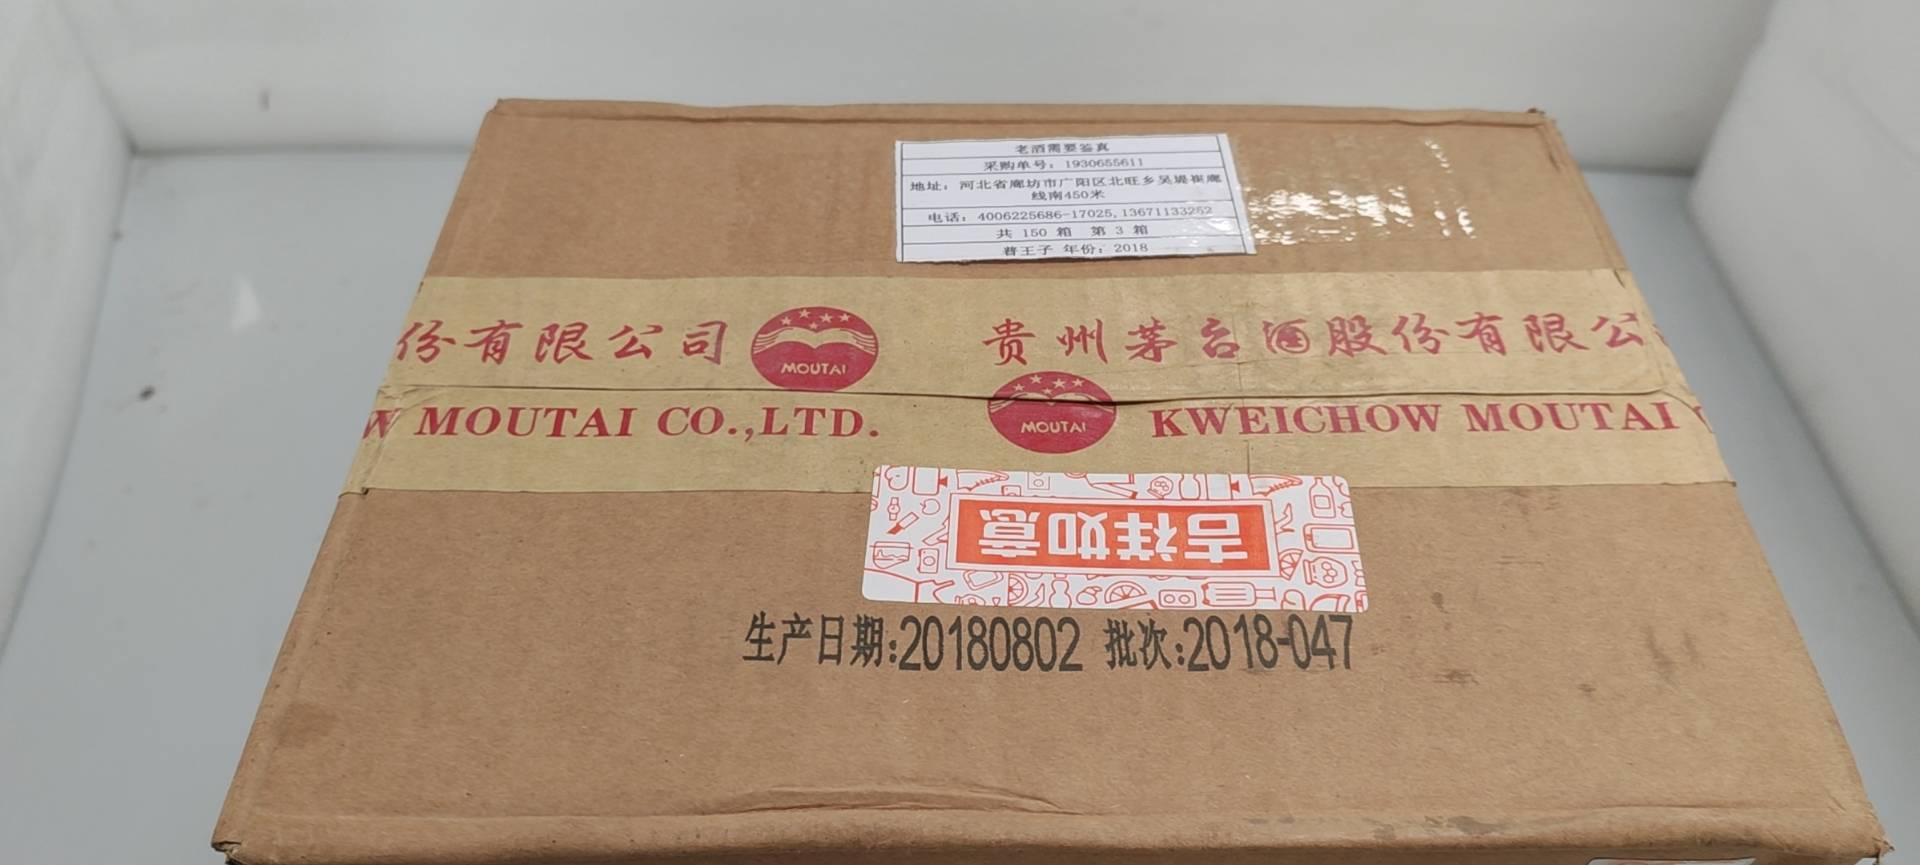 老酒需要鉴真
采购单号：1930655611
地址：河北省廊坊市广阳区北旺乡吴堤崔廊
线南450米
电话：4006225686-17025,13671133252
共 150 箱 第 3 箱
普王子 年份：2018
份有限公司 MOUTAI 贵州茅台酒股份有限公
W MOUTAI CO.,LTD. MOUTAI KWEICHOW MOUTAI
吉祥如意
生产日期:20180802 批次:2018-047